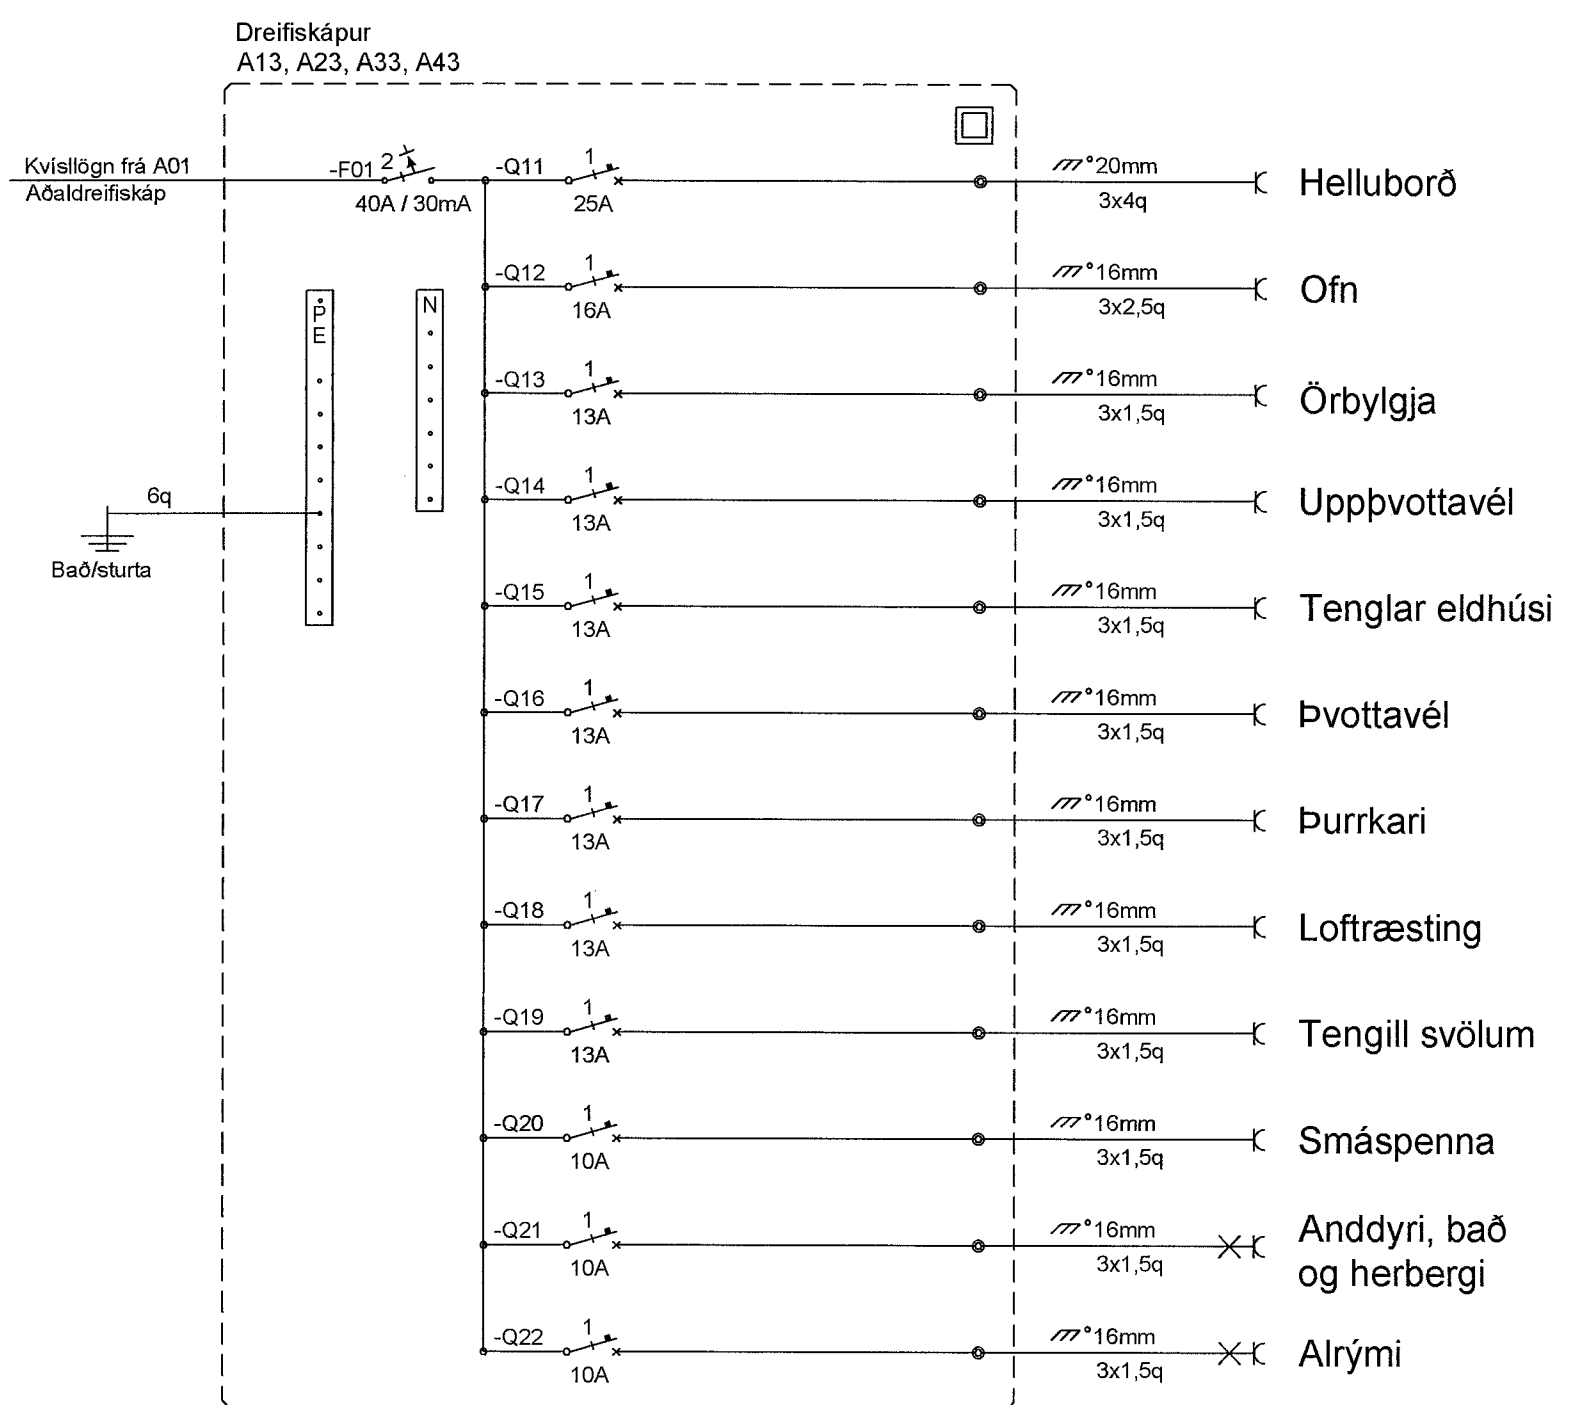 Dreifiskápur
A13, A23, A33, A43
Kvísllögn frá A01
Aðaldreifiskáp
-F01 2
40A / 30mA
-Q11 1
25A
20mm
3x4q
Helluborð
-Q12 1
16A
16mm
3x2,5q
Ofn
P
E
N
-Q13 1
13A
16mm
3x1,5q
Örbylgja
-Q14 1
13A
16mm
3x1,5q
Uppþvottavél
6q
Bað/sturta
-Q15 1
13A
16mm
3x1,5q
Tenglar eldhúsi
-Q16 1
13A
16mm
3x1,5q
Þvottavél
-Q17 1
13A
16mm
3x1,5q
Þurrkari
-Q18 1
13A
16mm
3x1,5q
Loftræsting
-Q19 1
13A
16mm
3x1,5q
Tengill svölum
-Q20 1
10A
16mm
3x1,5q
Smáspenna
-Q21 1
10A
16mm
3x1,5q
Anddyri, bað
og herbergi
-Q22 1
10A
16mm
3x1,5q
Alrými